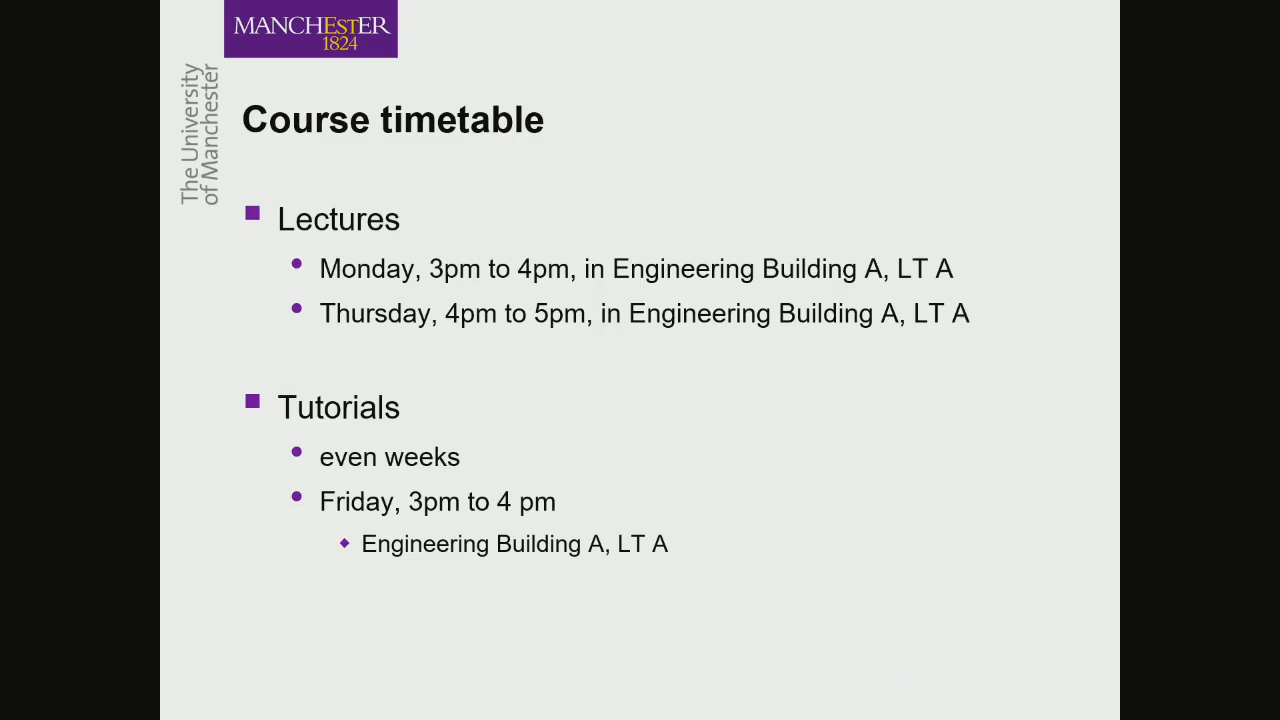 MANCHESTER
1824
The University
of Manchester
Course timetable
Lectures
Monday, 3pm to 4pm, in Engineering Building A, LT A
Thursday, 4pm to 5pm, in Engineering Building A, LT A
Tutorials
even weeks
Friday, 3pm to 4 pm
Engineering Building A, LT A